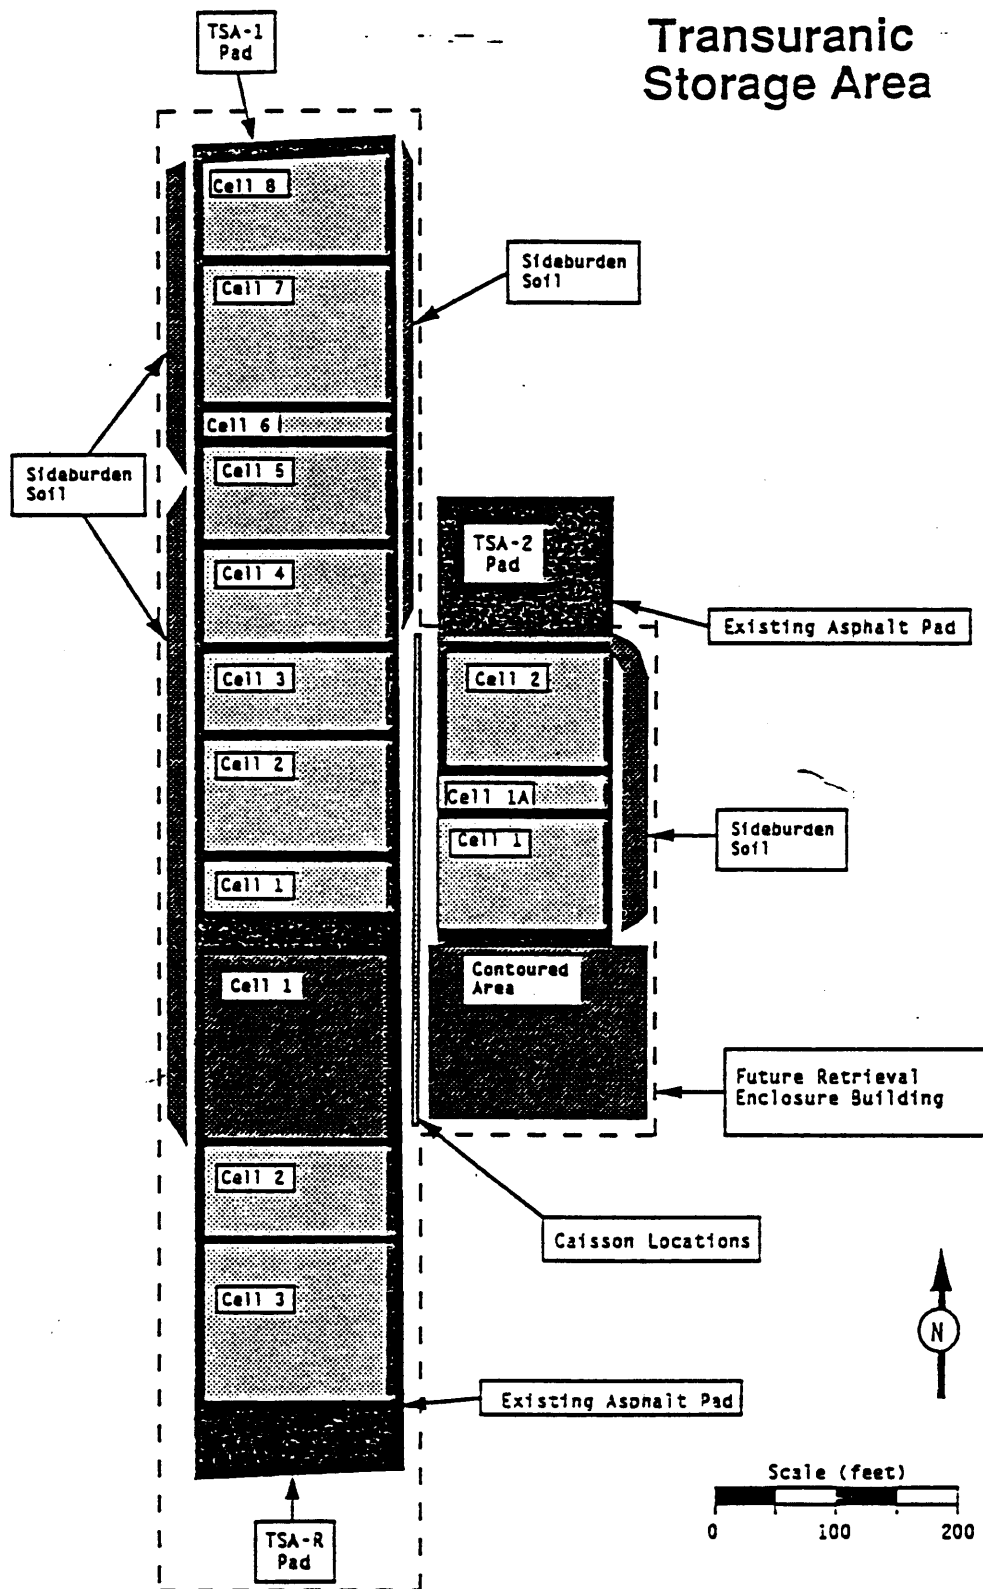 Transuranic
Storage Area
TSA-1
Pad
Cell 8
Sideburden
Soil
Cell 7
Cell 6
Sideburden
Soil
Cell 5
TSA-2
Pad
Cell 4
Existing Asphalt Pad
Cell 3
Cell 2
Cell 2
Cell 1A
Sideburden
Soil
Cell 1
Cell 1
Contoured
Area
Cell 1
Future Retrieval
Enclosure Building
Cell 2
Caisson Locations
Cell 3
N
Existing Asphalt Pad
Scale (feet)
0 100 200
TSA-R
Pad